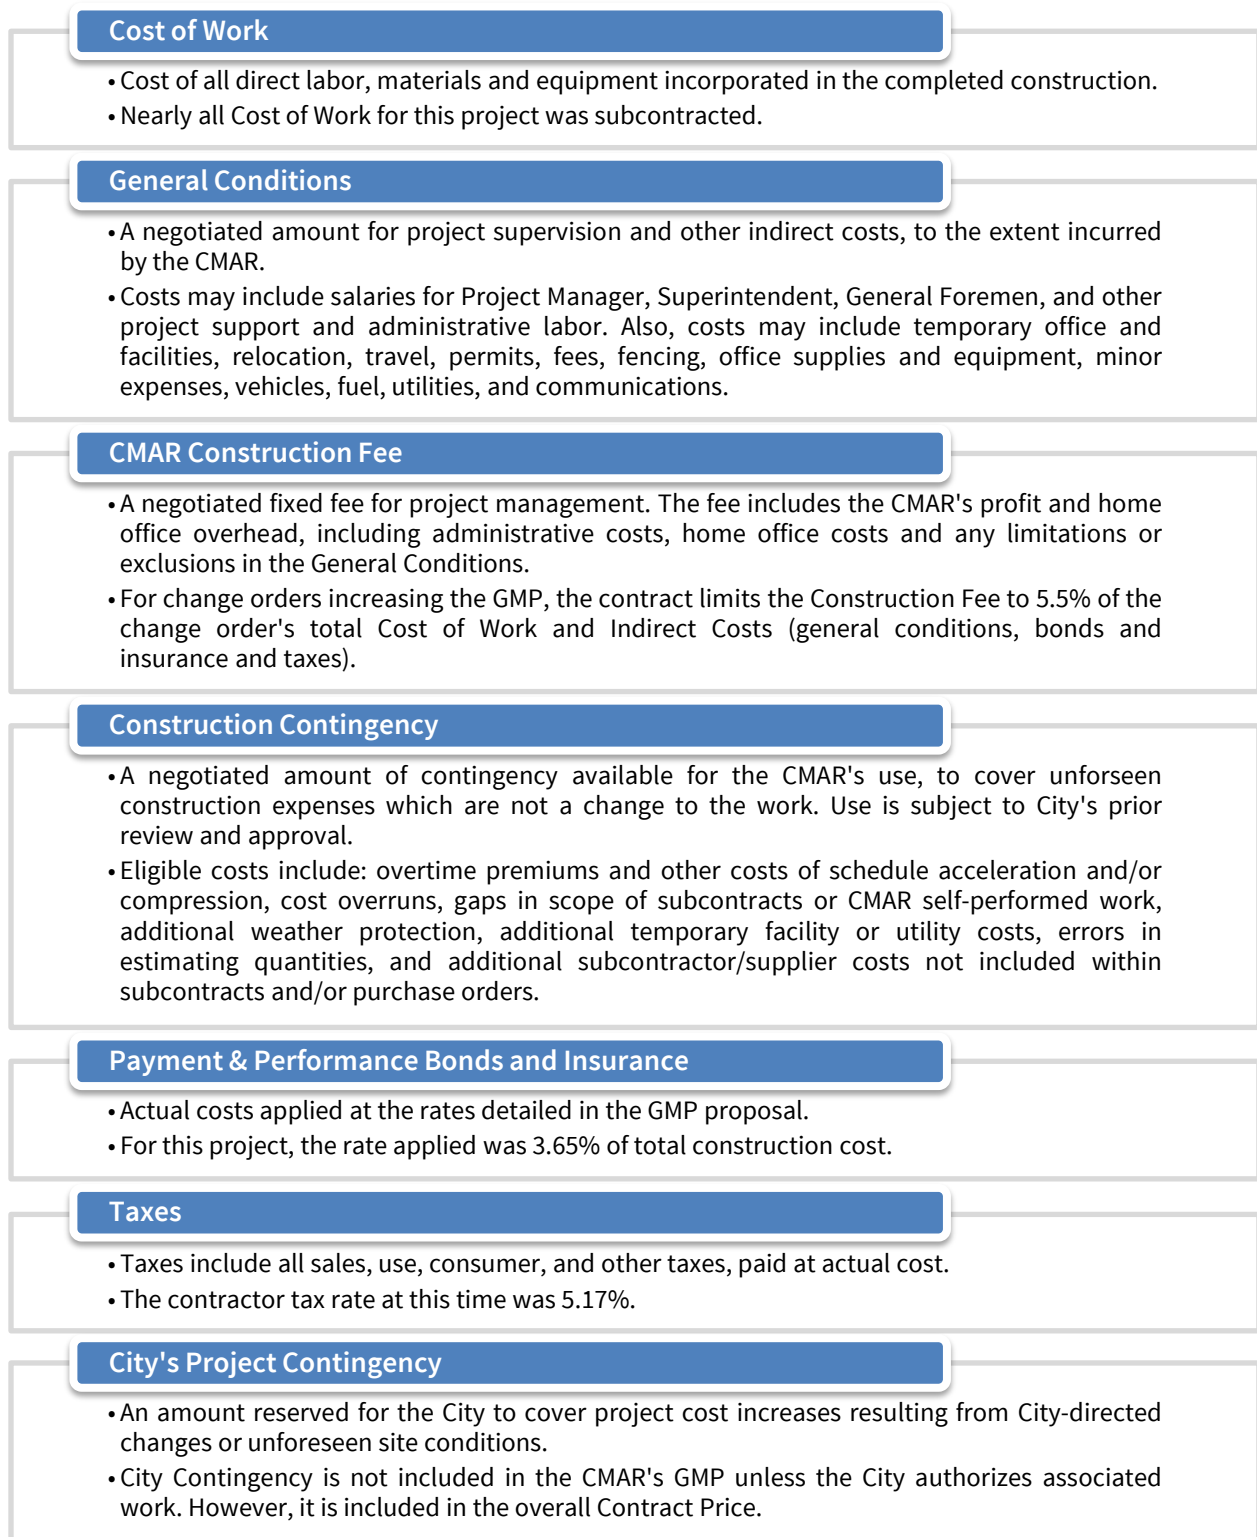 Cost of Work
• Cost of all direct labor, materials and equipment incorporated in the completed construction.
• Nearly all Cost of Work for this project was subcontracted.
General Conditions
• A negotiated amount for project supervision and other indirect costs, to the extent incurred
by the CMAR.
• Costs may include salaries for Project Manager, Superintendent, General Foremen, and other
project support and administrative labor. Also, costs may include temporary office and
facilities, relocation, travel, permits, fees, fencing, office supplies and equipment, minor
expenses, vehicles, fuel, utilities, and communications.
CMAR Construction Fee
• A negotiated fixed fee for project management. The fee includes the CMAR's profit and home
office overhead, including administrative costs, home office costs and any limitations or
exclusions in the General Conditions.
• For change orders increasing the GMP, the contract limits the Construction Fee to 5.5% of the
change order's total Cost of Work and Indirect Costs (general conditions, bonds and
insurance and taxes).
Construction Contingency
• A negotiated amount of contingency available for the CMAR's use, to cover unforseen
construction expenses which are not a change to the work. Use is subject to City's prior
review and approval.
• Eligible costs include: overtime premiums and other costs of schedule acceleration and/or
compression, cost overruns, gaps in scope of subcontracts or CMAR self-performed work,
additional weather protection, additional temporary facility or utility costs, errors in
estimating quantities, and additional subcontractor/supplier costs not included within
subcontracts and/or purchase orders.
Payment & Performance Bonds and Insurance
• Actual costs applied at the rates detailed in the GMP proposal.
• For this project, the rate applied was 3.65% of total construction cost.
Taxes
• Taxes include all sales, use, consumer, and other taxes, paid at actual cost.
• The contractor tax rate at this time was 5.17%.
City's Project Contingency
• An amount reserved for the City to cover project cost increases resulting from City-directed
changes or unforeseen site conditions.
• City Contingency is not included in the CMAR's GMP unless the City authorizes associated
work. However, it is included in the overall Contract Price.